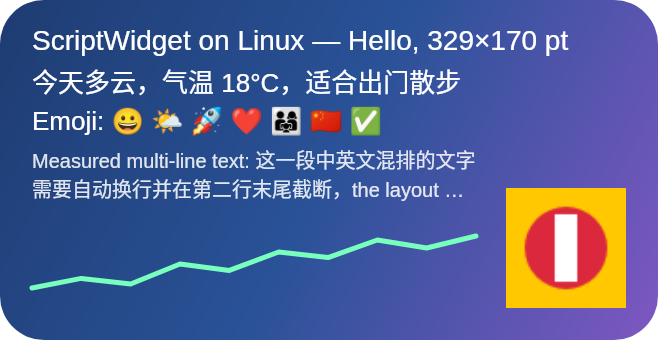 ScriptWidget on Linux — Hello, 329×170 pt
今天多云，气温 18°C，适合出门散步
Emoji: 😀 🌤️ 🚀 ❤️ 👨‍👩‍👧 🇨🇳 ✅
Measured multi-line text: 这一段中英文混排的文字
需要自动换行并在第二行末尾截断，the layout …